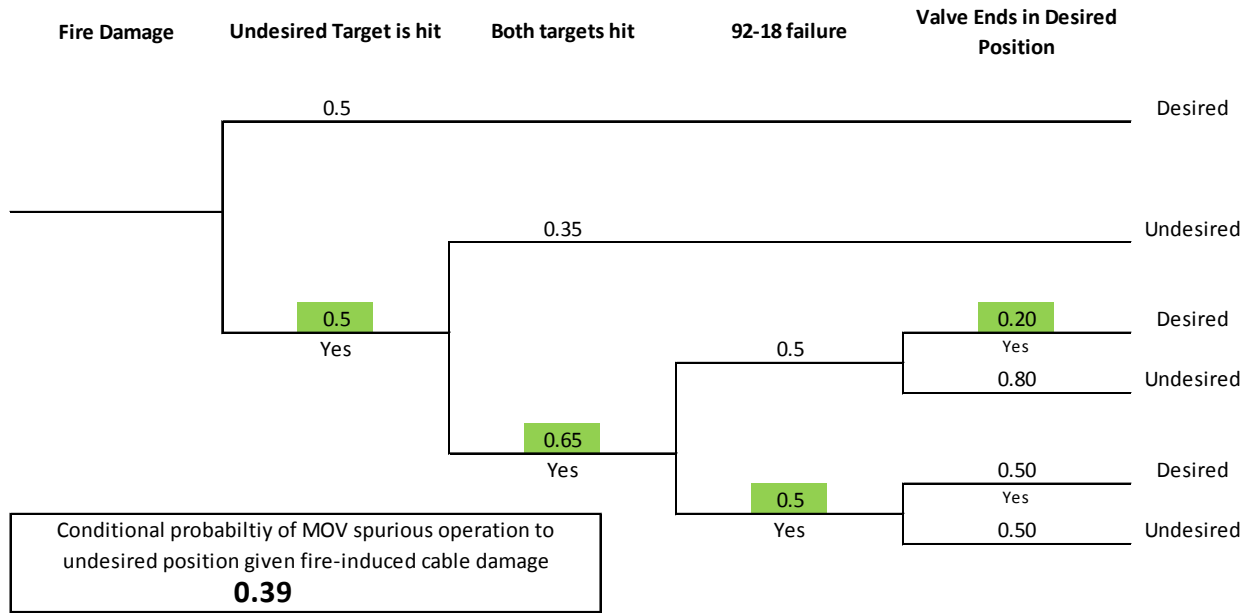 Fire Damage
Undesired Target is hit
Both targets hit
92-18 failure
Valve Ends in Desired
Position
0.5
Desired
0.35
Undesired
0.5
Yes
0.20
Yes
Desired
0.5
0.80
Undesired
0.65
Yes
0.50
Yes
Desired
0.5
Yes
0.50
Undesired
Conditional probabiltiy of MOV spurious operation to
undesired position given fire-induced cable damage
0.39